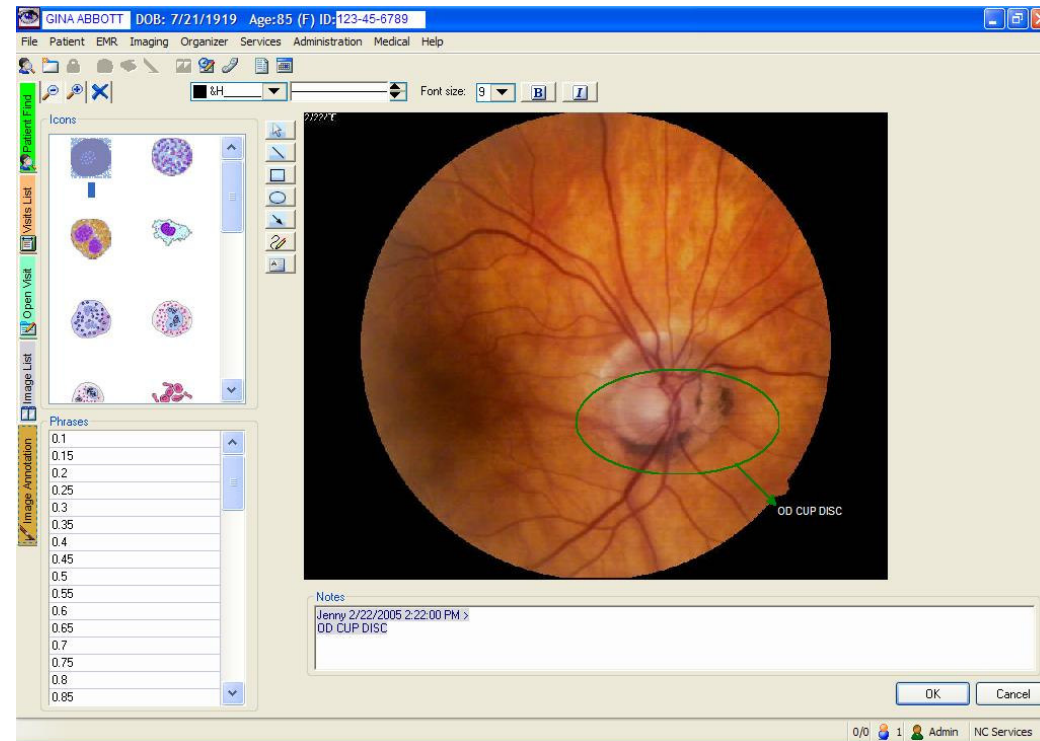 GINA ABBOTT DOB: 7/21/1919 Age:85 (F) ID:123-45-6789
File Patient EMR Imaging Organizer Services Administration Medical Help
&H____ Font size: 9 B I
Patient Find
Visits List
Open Visit
Image List
Image Annotation
Icons
Phrases
0.1
0.15
0.2
0.25
0.3
0.35
0.4
0.45
0.5
0.55
0.6
0.65
0.7
0.75
0.8
0.85
OD CUP DISC
Notes
Jenny 2/22/2005 2:22:00 PM >
OD CUP DISC
OK Cancel
0/0 1 Admin NC Services